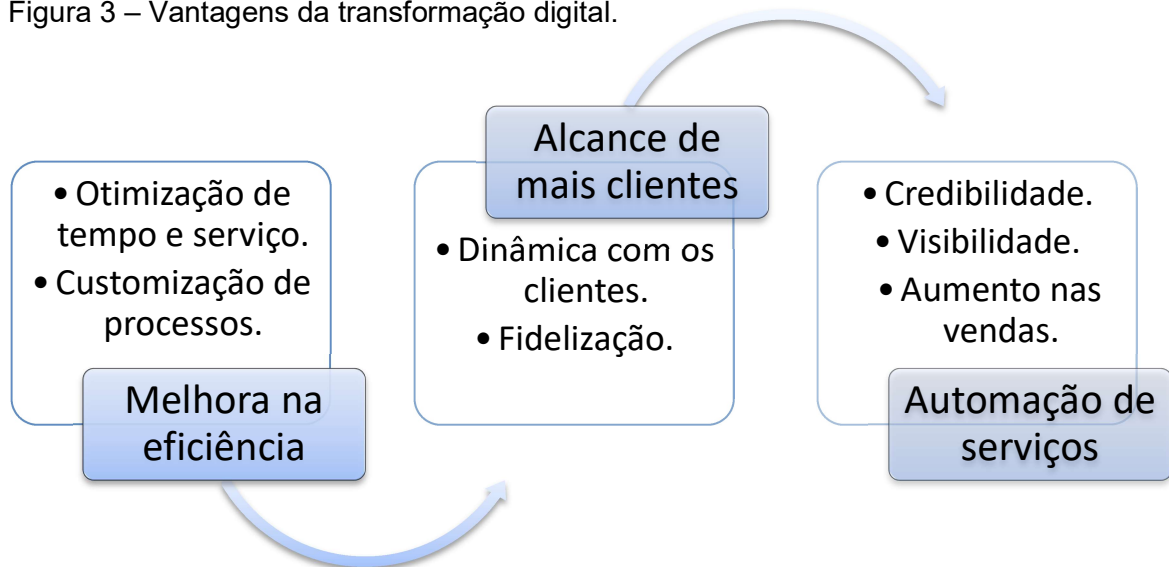 Figura 3 – Vantagens da transformação digital.
• Otimização de
tempo e serviço.
• Customização de
processos.
Melhora na
eficiência
Alcance de
mais clientes
• Dinâmica com os
clientes.
• Fidelização.
• Credibilidade.
• Visibilidade.
• Aumento nas
vendas.
Automação de
serviços